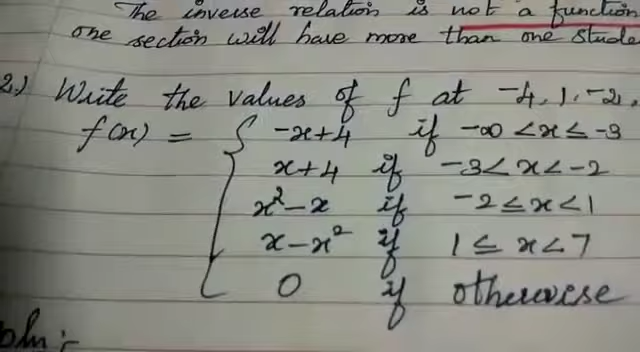 The inverse relation is not a function
one section will have more than one stude
2.) Write the values of f at -4, 1, -2,
f(x) = { -x+4 if -∞ < x ≤ -3
x+4 if -3 < x < -2
x²-x if -2 ≤ x < 1
x-x² if 1 ≤ x < 7
0 if otherwise
oln:-